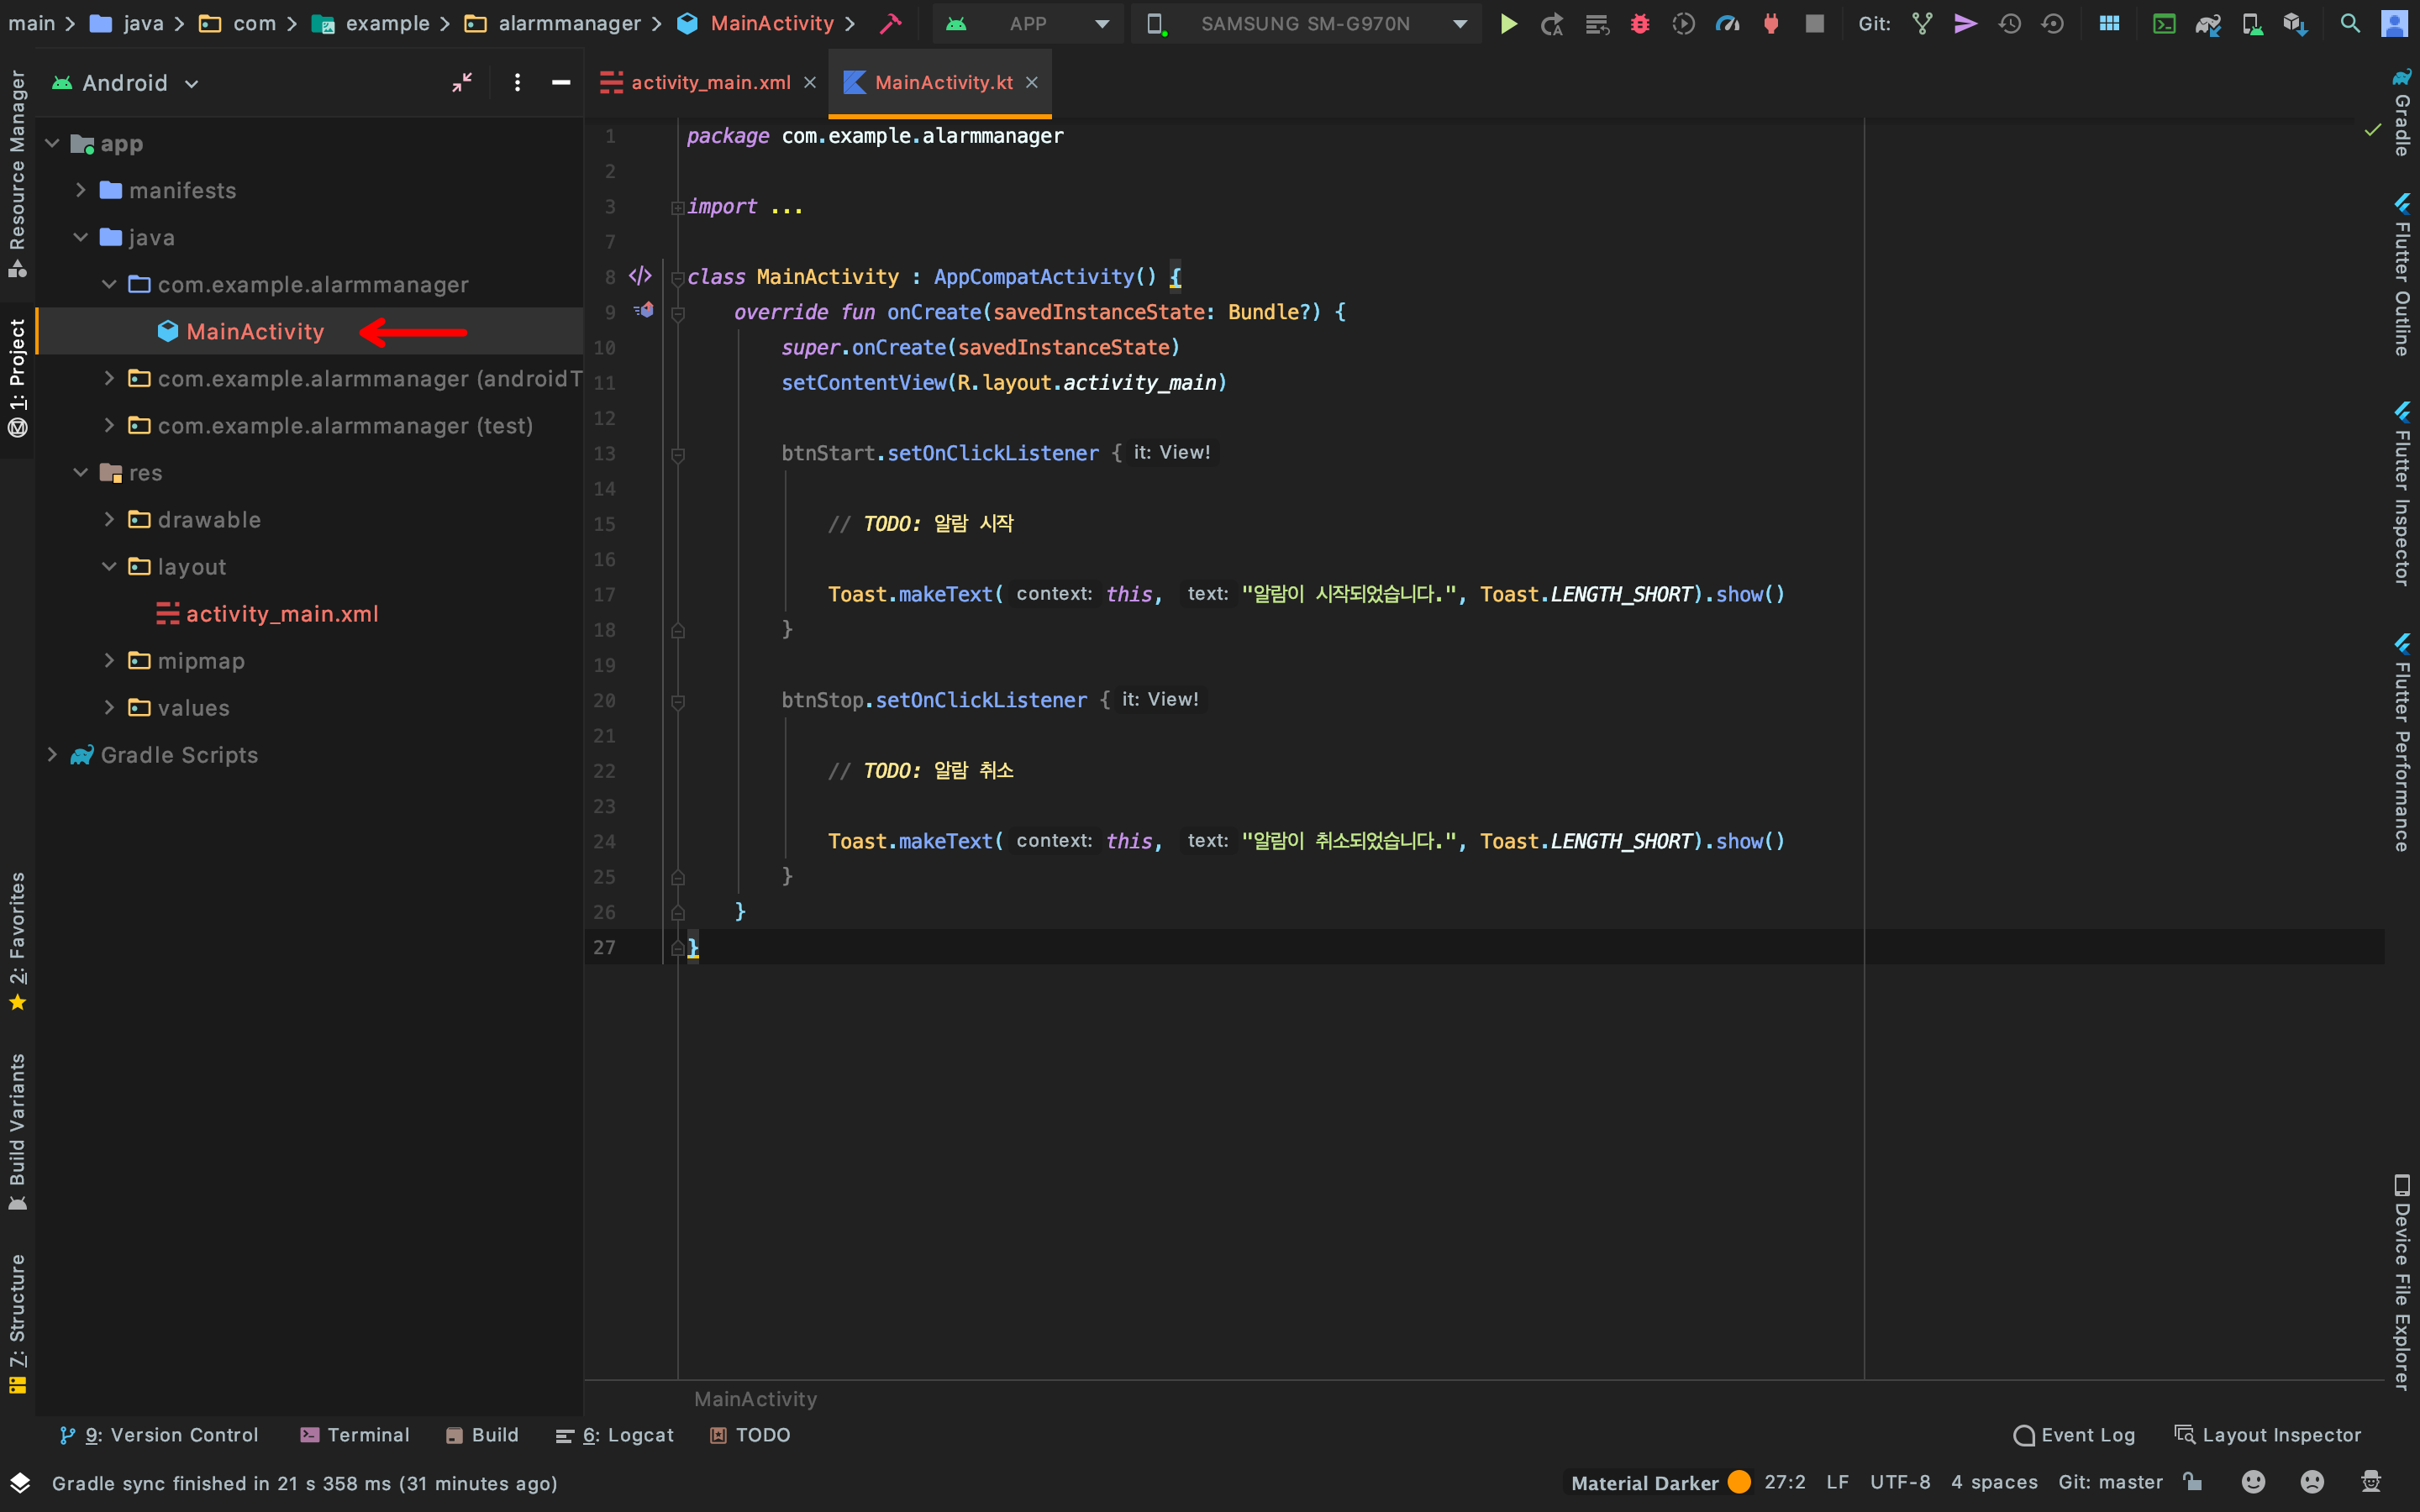 main java com example alarmmanager MainActivity APP SAMSUNG SM-G970N Git:
Resource Manager
1: Project
2: Favorites
Build Variants
7: Structure
Android
app
manifests
java
com.example.alarmmanager
MainActivity
com.example.alarmmanager (androidT
com.example.alarmmanager (test)
res
drawable
layout
activity_main.xml
mipmap
values
Gradle Scripts
activity_main.xml MainActivity.kt
1 package com.example.alarmmanager
2
3 import ...
7
8 class MainActivity : AppCompatActivity() {
9 override fun onCreate(savedInstanceState: Bundle?) {
10 super.onCreate(savedInstanceState)
11 setContentView(R.layout.activity_main)
12
13 btnStart.setOnClickListener { it: View!
14
15 // TODO: 알람 시작
16
17 Toast.makeText( context: this, text: "알람이 시작되었습니다.", Toast.LENGTH_SHORT).show()
18 }
19
20 btnStop.setOnClickListener { it: View!
21
22 // TODO: 알람 취소
23
24 Toast.makeText( context: this, text: "알람이 취소되었습니다.", Toast.LENGTH_SHORT).show()
25 }
26 }
27 }
MainActivity
Gradle
Flutter Outline
Flutter Inspector
Flutter Performance
Device File Explorer
9: Version Control Terminal Build 6: Logcat TODO Event Log Layout Inspector
Gradle sync finished in 21 s 358 ms (31 minutes ago) Material Darker 27:2 LF UTF-8 4 spaces Git: master